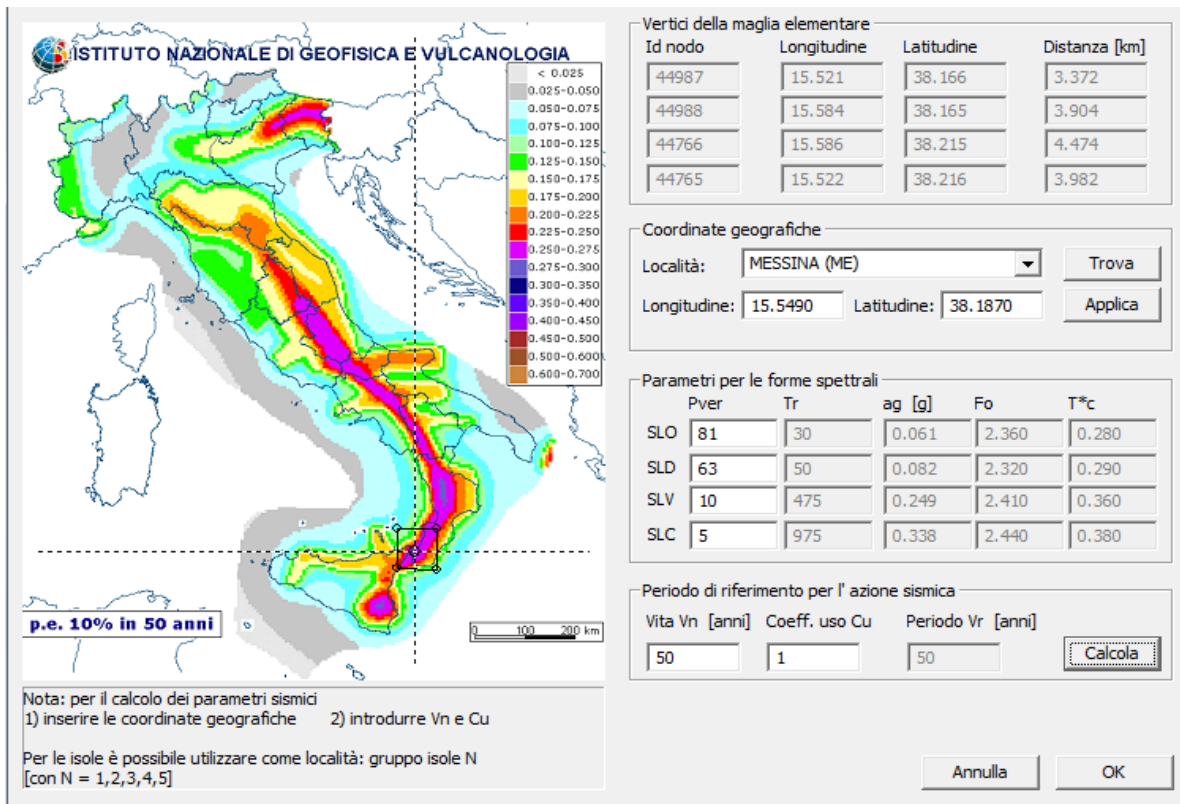 ISTITUTO NAZIONALE DI GEOFISICA E VULCANOLOGIA
< 0.025
0.025-0.050
0.050-0.075
0.075-0.100
0.100-0.125
0.125-0.150
0.150-0.175
0.175-0.200
0.200-0.225
0.225-0.250
0.250-0.275
0.275-0.300
0.300-0.350
0.350-0.400
0.400-0.450
0.450-0.500
0.500-0.600
0.600-0.700
p.e. 10% in 50 anni
0 100 200 km
Nota: per il calcolo dei parametri sismici
1) inserire le coordinate geografiche 2) introdurre Vn e Cu
Per le isole è possibile utilizzare come località: gruppo isole N
[con N = 1,2,3,4,5]
Vertici della maglia elementare
Id nodo Longitudine Latitudine Distanza [km]
44987 15.521 38.166 3.372
44988 15.584 38.165 3.904
44766 15.586 38.215 4.474
44765 15.522 38.216 3.982
Coordinate geografiche
Località: MESSINA (ME) Trova
Longitudine: 15.5490 Latitudine: 38.1870 Applica
Parametri per le forme spettrali
Pver Tr ag [g] Fo T*c
SLO 81 30 0.061 2.360 0.280
SLD 63 50 0.082 2.320 0.290
SLV 10 475 0.249 2.410 0.360
SLC 5 975 0.338 2.440 0.380
Periodo di riferimento per l' azione sismica
Vita Vn [anni] Coeff. uso Cu Periodo Vr [anni]
50 1 50 Calcola
Annulla OK